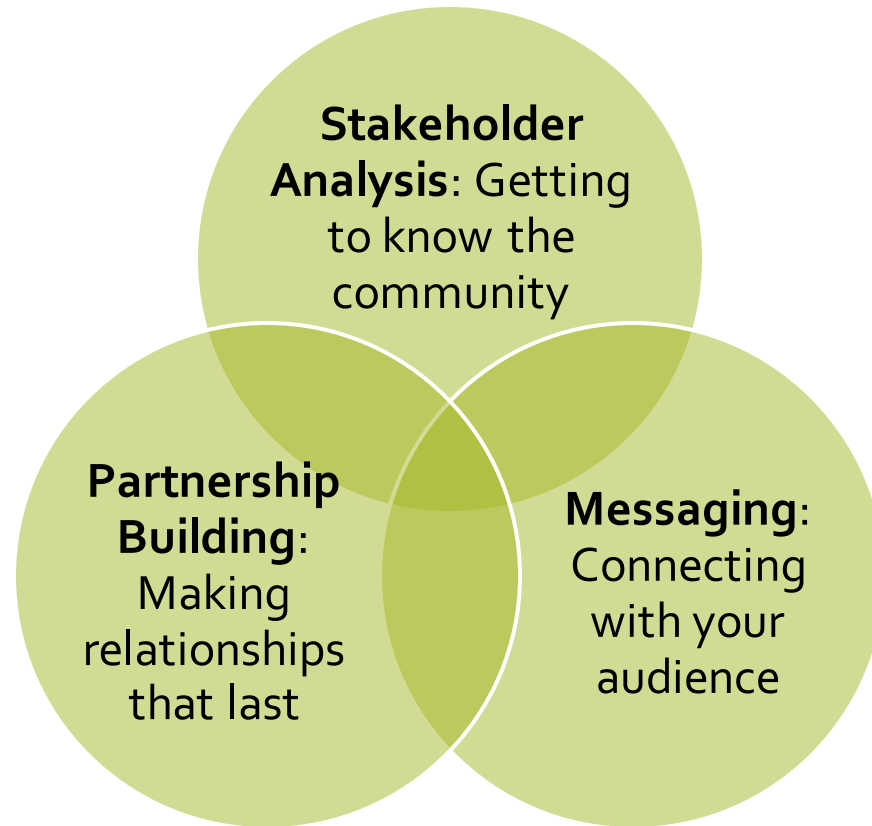 Stakeholder
Analysis: Getting
to know the
community
Partnership
Building:
Making
relationships
that last
Messaging:
Connecting
with your
audience